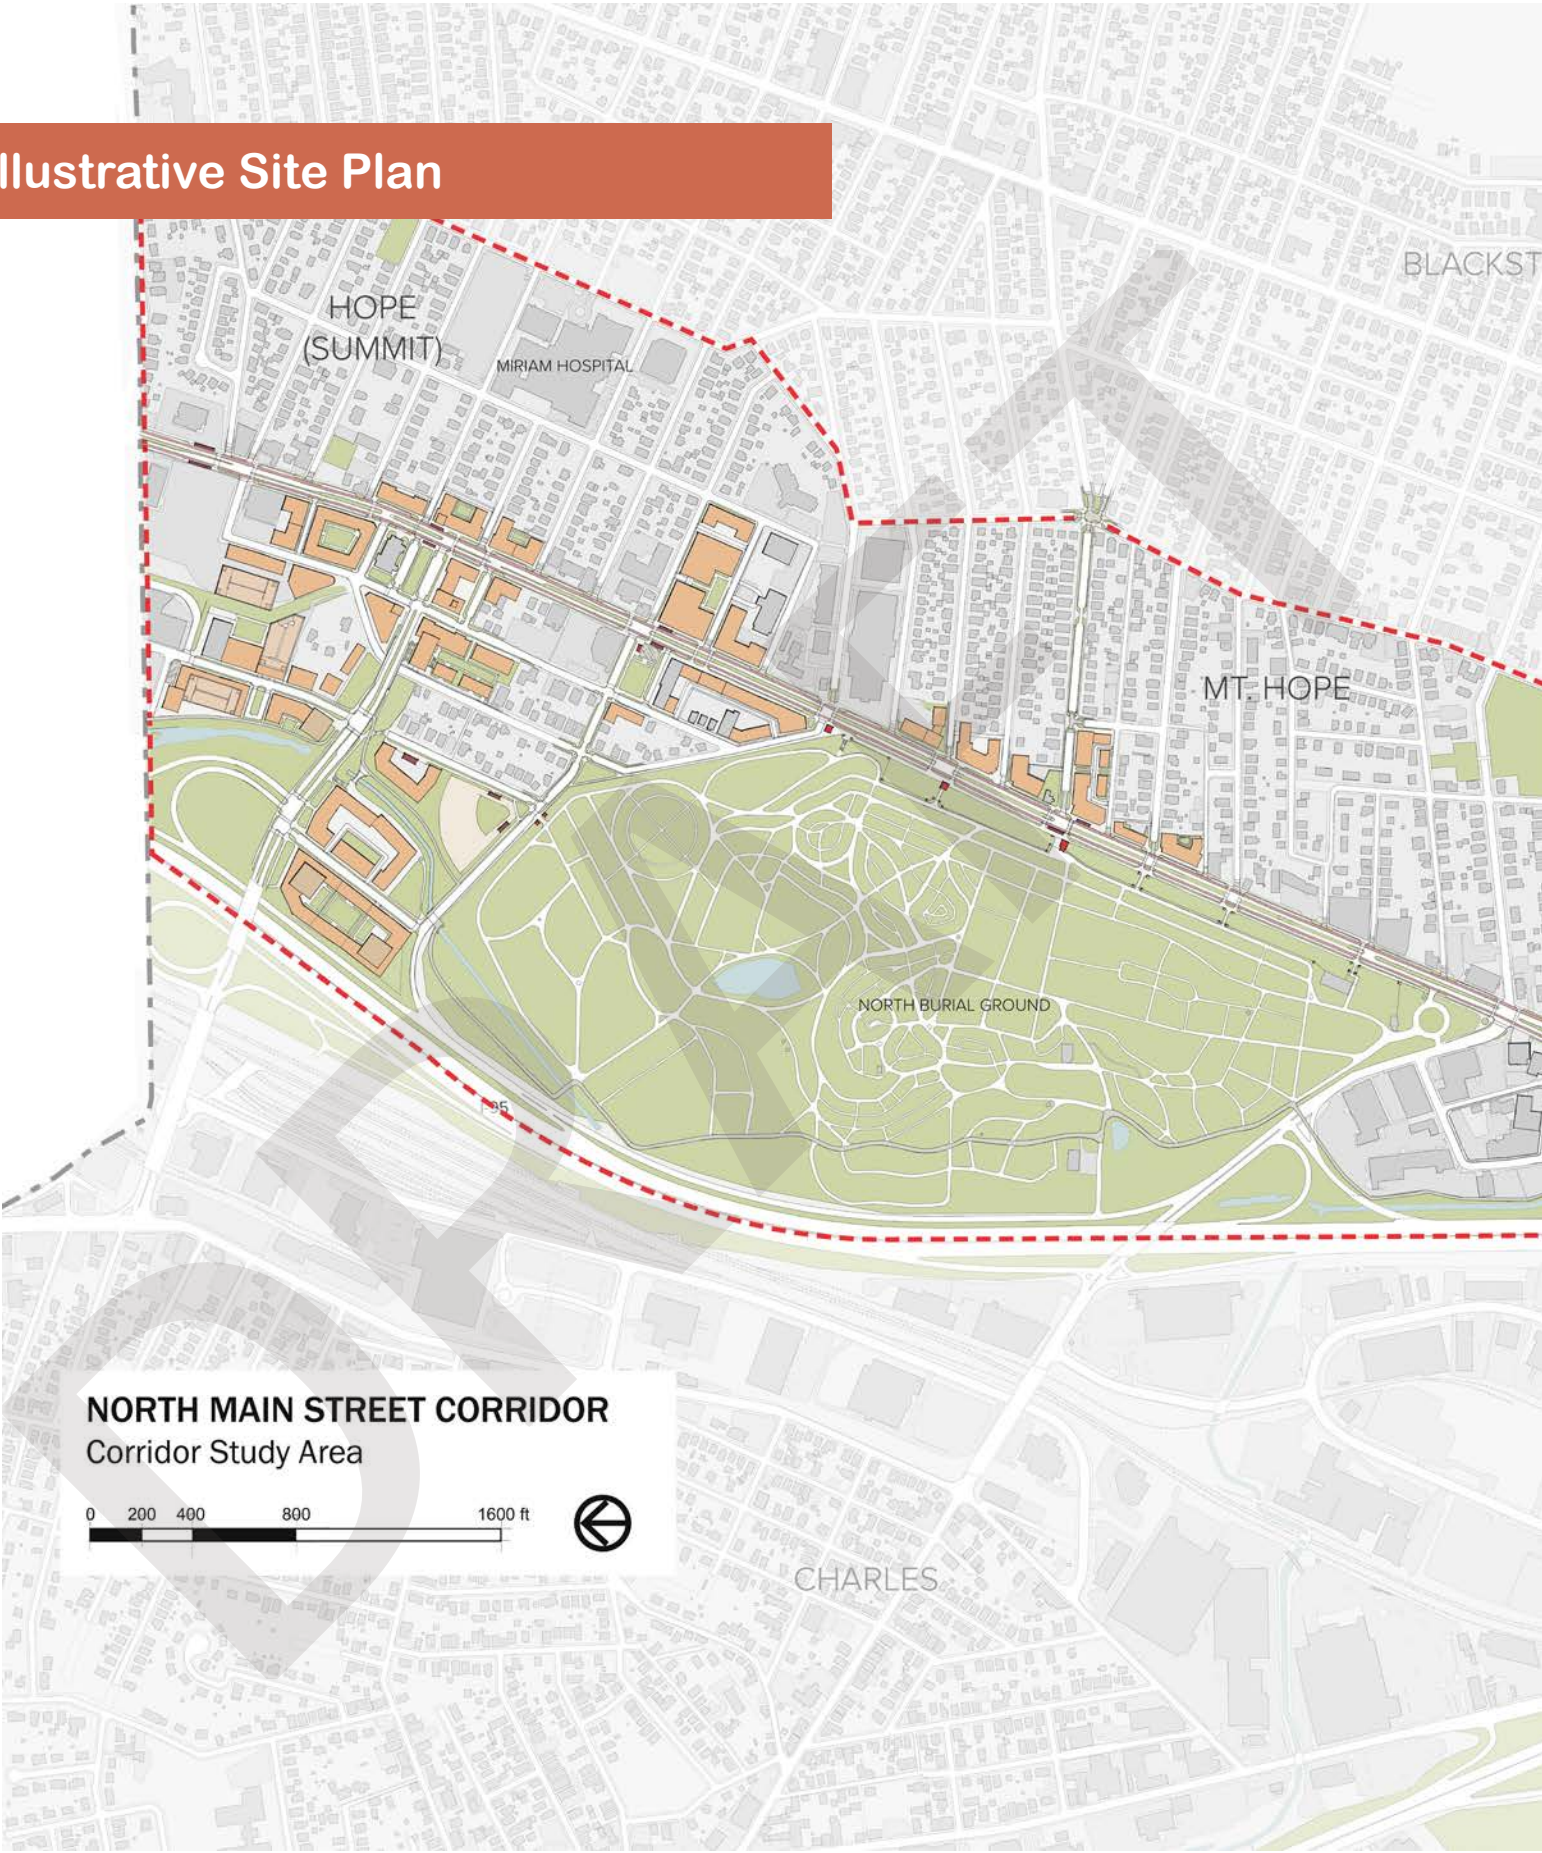 llustrative Site Plan
BLACKST
HOPE
(SUMMIT)
MIRIAM HOSPITAL
MT. HOPE
NORTH BURIAL GROUND
I-95
DRAFT
NORTH MAIN STREET CORRIDOR
Corridor Study Area
0 200 400 800 1600 ft
CHARLES